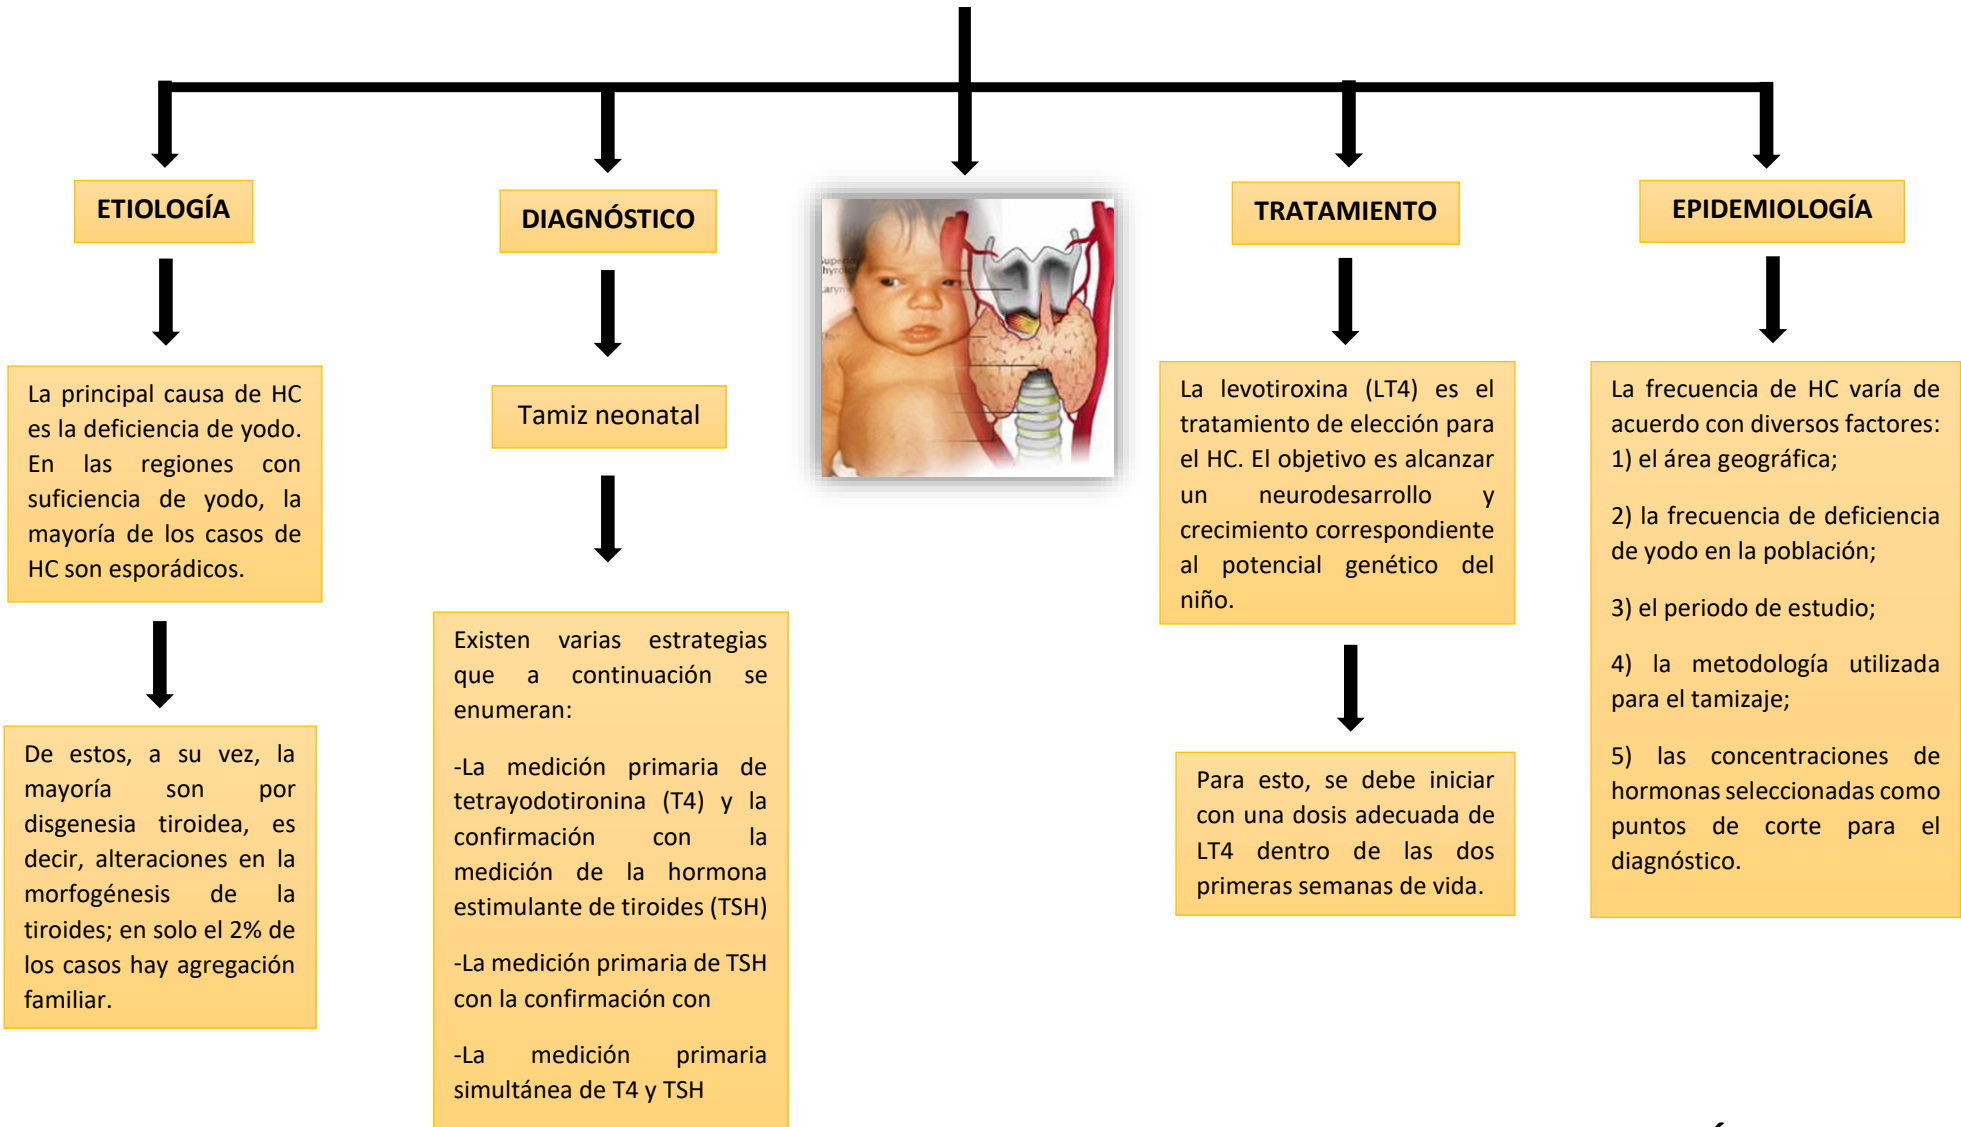 ETIOLOGÍA
La principal causa de HC
es la deficiencia de yodo.
En las regiones con
suficiencia de yodo, la
mayoría de los casos de
HC son esporádicos.
De estos, a su vez, la
mayoría son por
disgenesia tiroidea, es
decir, alteraciones en la
morfogénesis de la
tiroides; en solo el 2% de
los casos hay agregación
familiar.
DIAGNÓSTICO
Tamiz neonatal
Existen varias estrategias
que a continuación se
enumeran:
-La medición primaria de
tetrayodotironina (T4) y la
confirmación con la
medición de la hormona
estimulante de tiroides (TSH)
-La medición primaria de TSH
con la confirmación con
-La medición primaria
simultánea de T4 y TSH
TRATAMIENTO
La levotiroxina (LT4) es el
tratamiento de elección para
el HC. El objetivo es alcanzar
un neurodesarrollo y
crecimiento correspondiente
al potencial genético del
niño.
Para esto, se debe iniciar
con una dosis adecuada de
LT4 dentro de las dos
primeras semanas de vida.
EPIDEMIOLOGÍA
La frecuencia de HC varía de
acuerdo con diversos factores:
1) el área geográfica;
2) la frecuencia de deficiencia
de yodo en la población;
3) el periodo de estudio;
4) la metodología utilizada
para el tamizaje;
5) las concentraciones de
hormonas seleccionadas como
puntos de corte para el
diagnóstico.